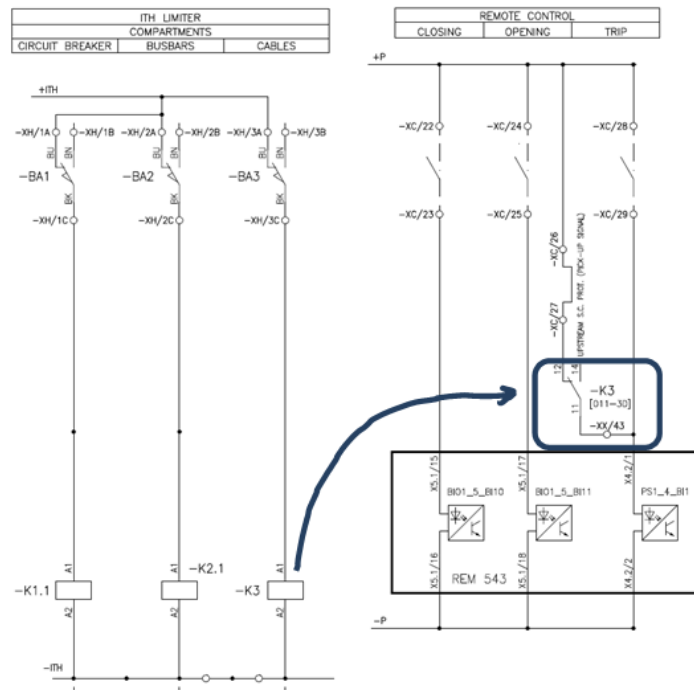 ITH LIMITER
COMPARTMENTS
CIRCUIT BREAKER BUSBARS CABLES
REMOTE CONTROL
CLOSING OPENING TRIP
+ITH
-XH/1A -XH/1B -XH/2A -XH/2B -XH/3A -XH/3B
BU BN BU BN BU BN
-BA1 -BA2 -BA3
BK BK BK
-XH/1C -XH/2C -XH/3C
A1 A1 A1
-K1.1 -K2.1 -K3
A2 A2 A2
-ITH
+P
-XC/22 -XC/24 -XC/28
-XC/23 -XC/25 -XC/29
-XC/26
-XC/27
UPSTREAM S.C. PROT. (PICK-UP SIGNAL)
12 14
-K3
[011-30]
11
-XX/43
X5.1/15 X5.1/17 X4.2/1
BIO1_5_BI10 BIO1_5_BI11 PS1_4_BI1
X5.1/16 X5.1/18 X4.2/2
REM 543
-P